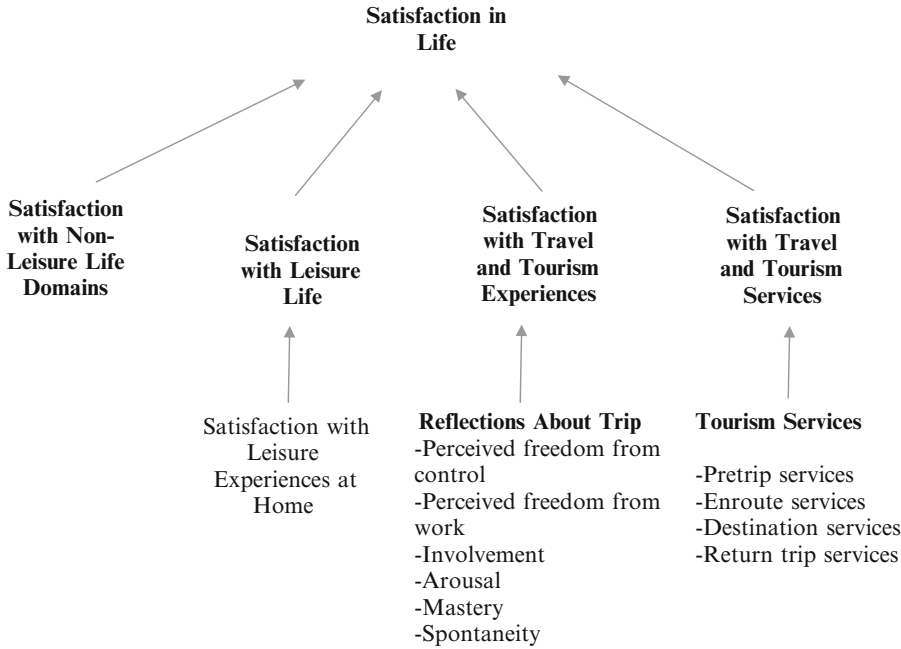 Satisfaction in
Life
Satisfaction
with Non-
Leisure Life
Domains
Satisfaction
with Leisure
Life
Satisfaction
with Travel
and Tourism
Experiences
Satisfaction
with Travel
and Tourism
Services
Satisfaction with
Leisure
Experiences at
Home
Reflections About Trip
-Perceived freedom from
control
-Perceived freedom from
work
-Involvement
-Arousal
-Mastery
-Spontaneity
Tourism Services
-Pretrip services
-Enroute services
-Destination services
-Return trip services